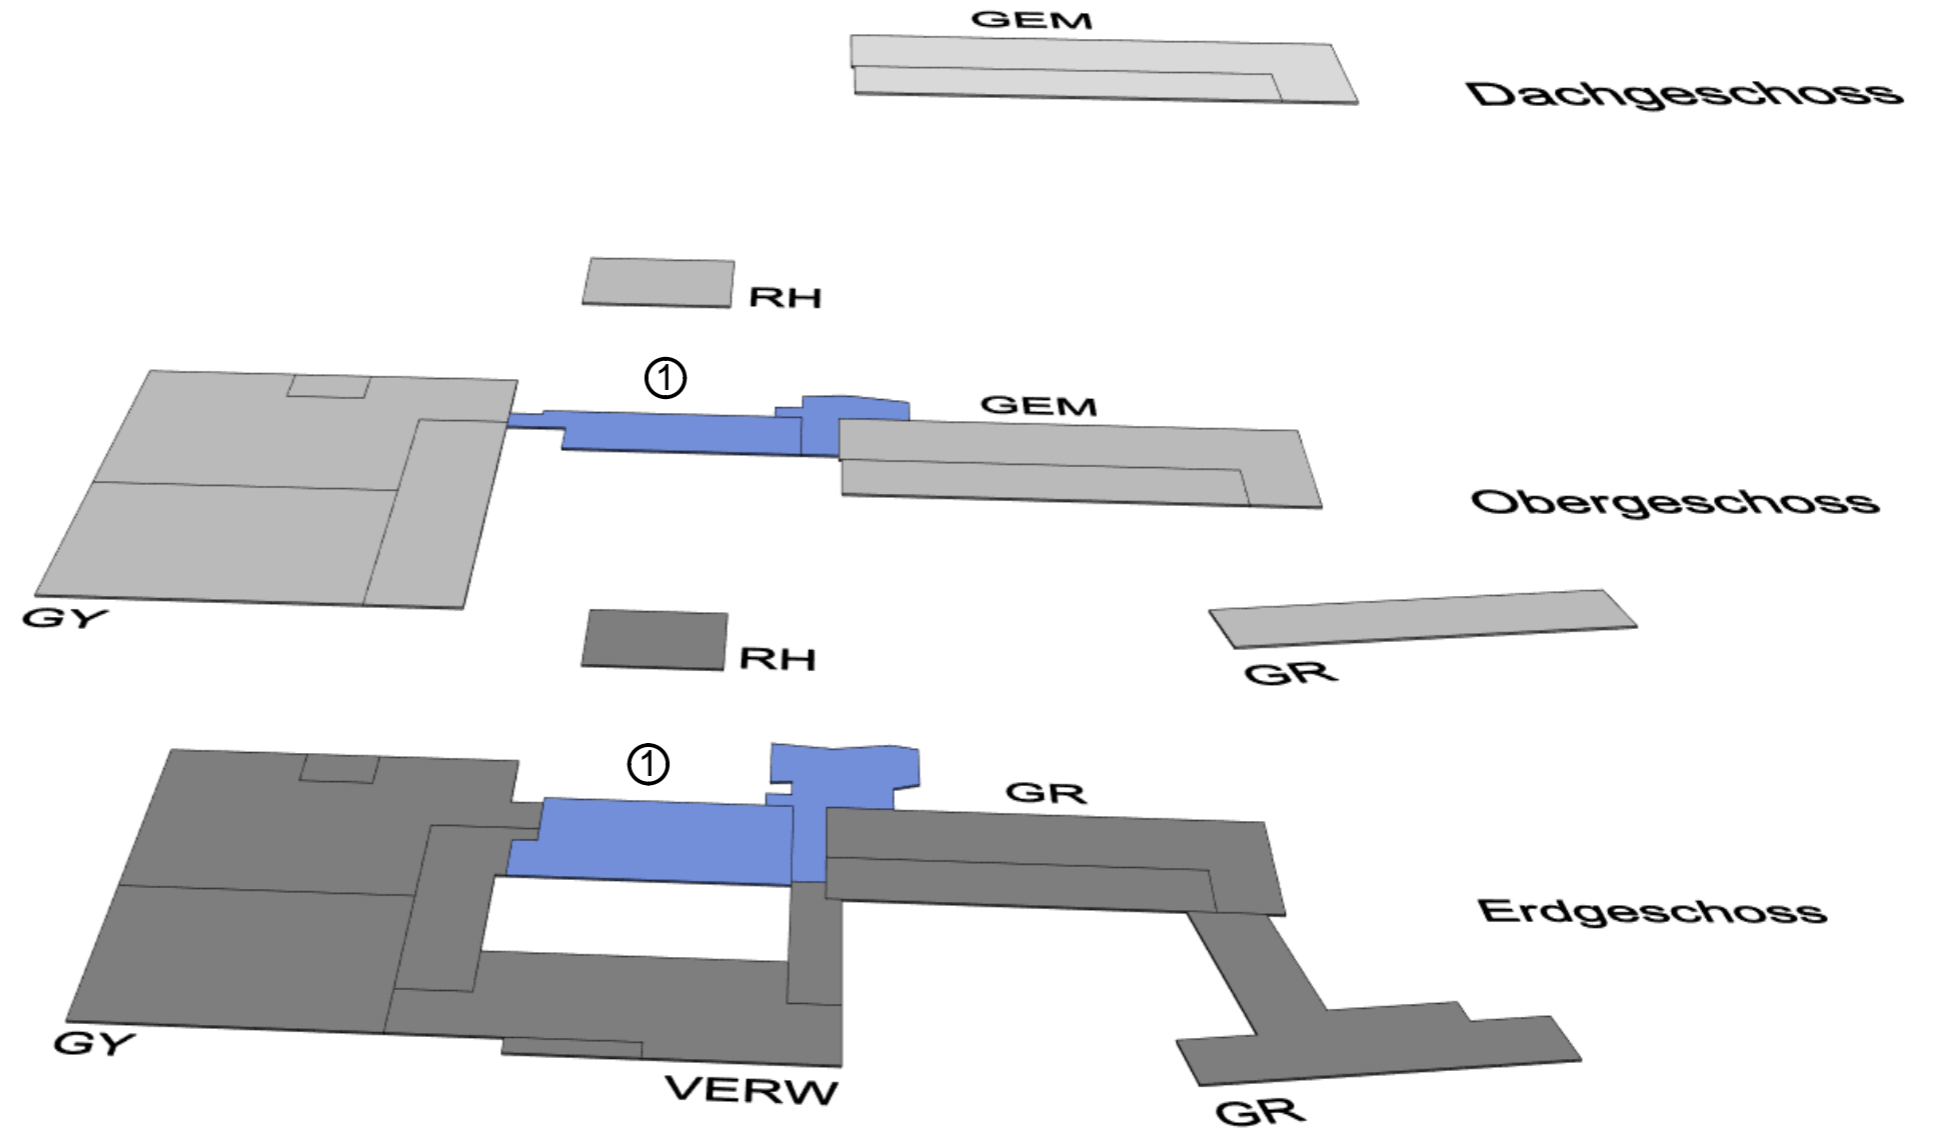 GEM
Dachgeschoss
RH
①
GEM
Obergeschoss
GY
RH
GR
①
GR
Erdgeschoss
GY
VERW
GR